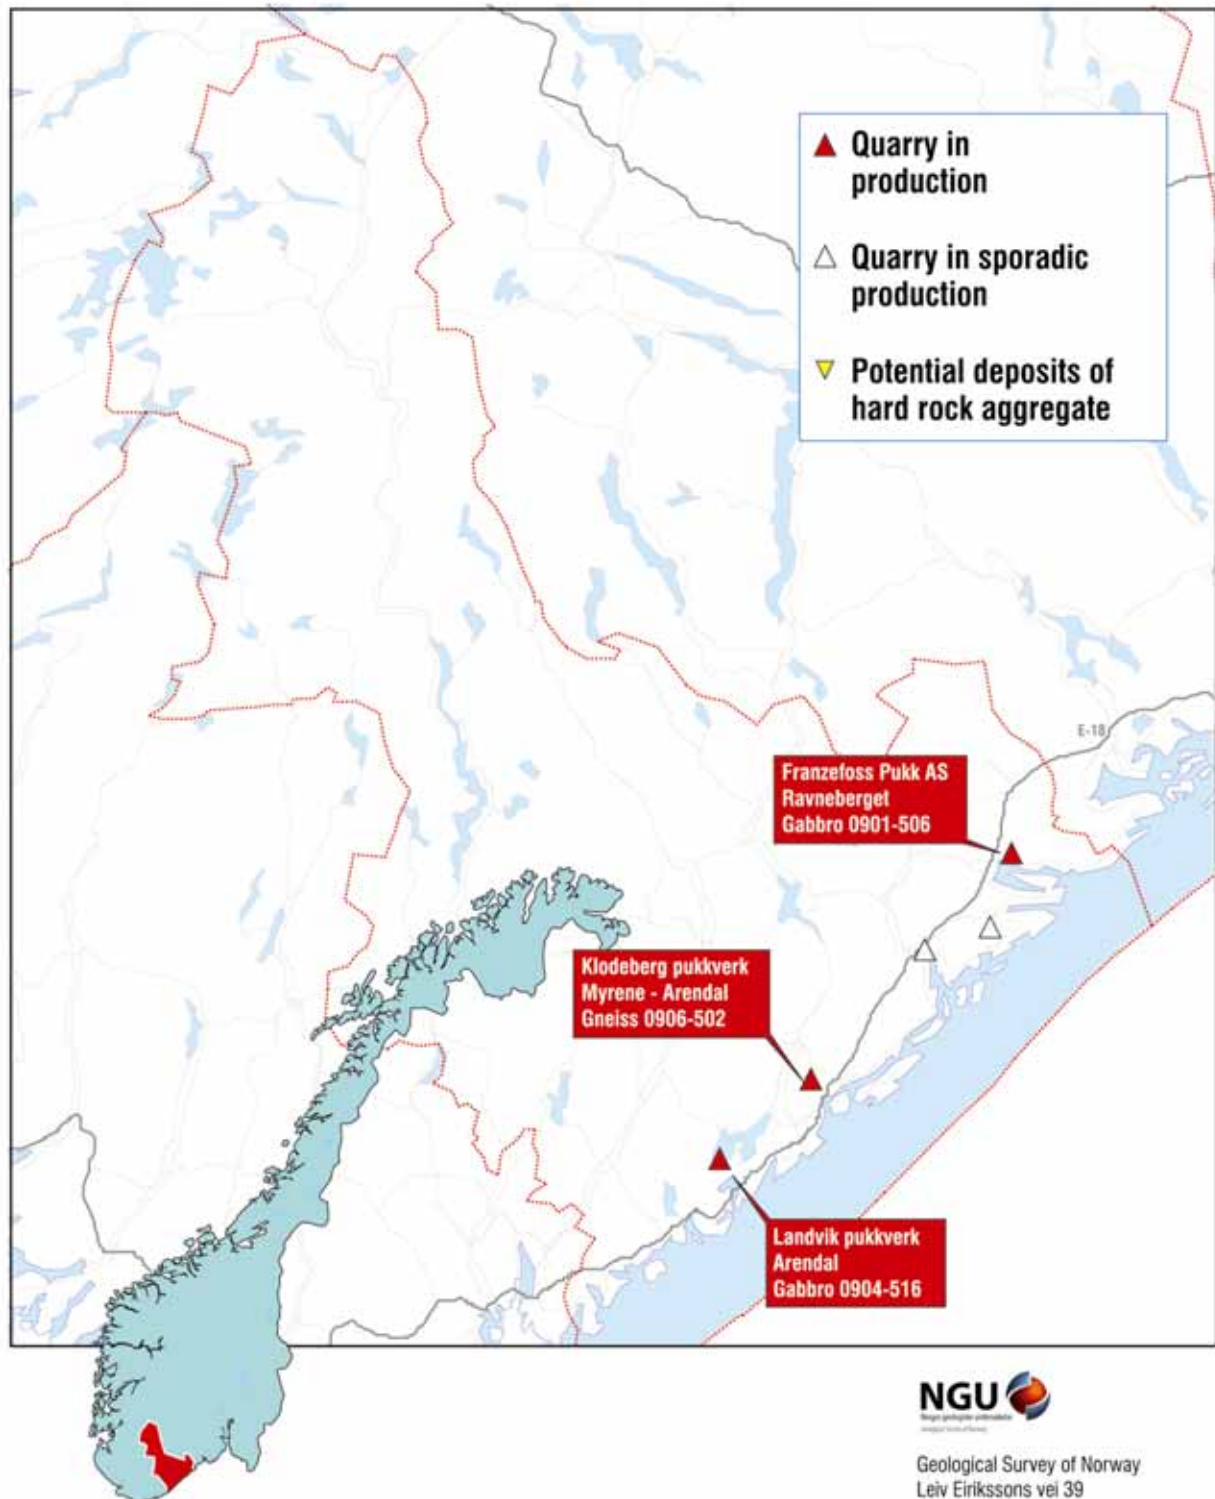 Quarry in
production
Quarry in sporadic
production
Potential deposits of
hard rock aggregate
E-18
Franzefoss Pukk AS
Ravneberget
Gabbro 0901-506
Klodeberg pukkverk
Myrene - Arendal
Gneiss 0906-502
Landvik pukkverk
Arendal
Gabbro 0904-516
NGU
Geological Survey of Norway
Leiv Eirikssons vei 39